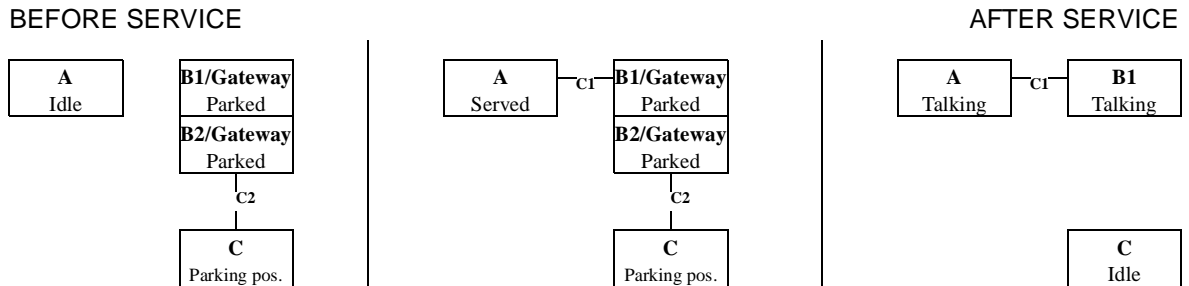 BEFORE SERVICE
AFTER SERVICE
A
Idle
B1/Gateway
Parked
B2/Gateway
Parked
C2
C
Parking pos.
A
Served
C1
B1/Gateway
Parked
B2/Gateway
Parked
C2
C
Parking pos.
A
Talking
C1
B1
Talking
C
Idle